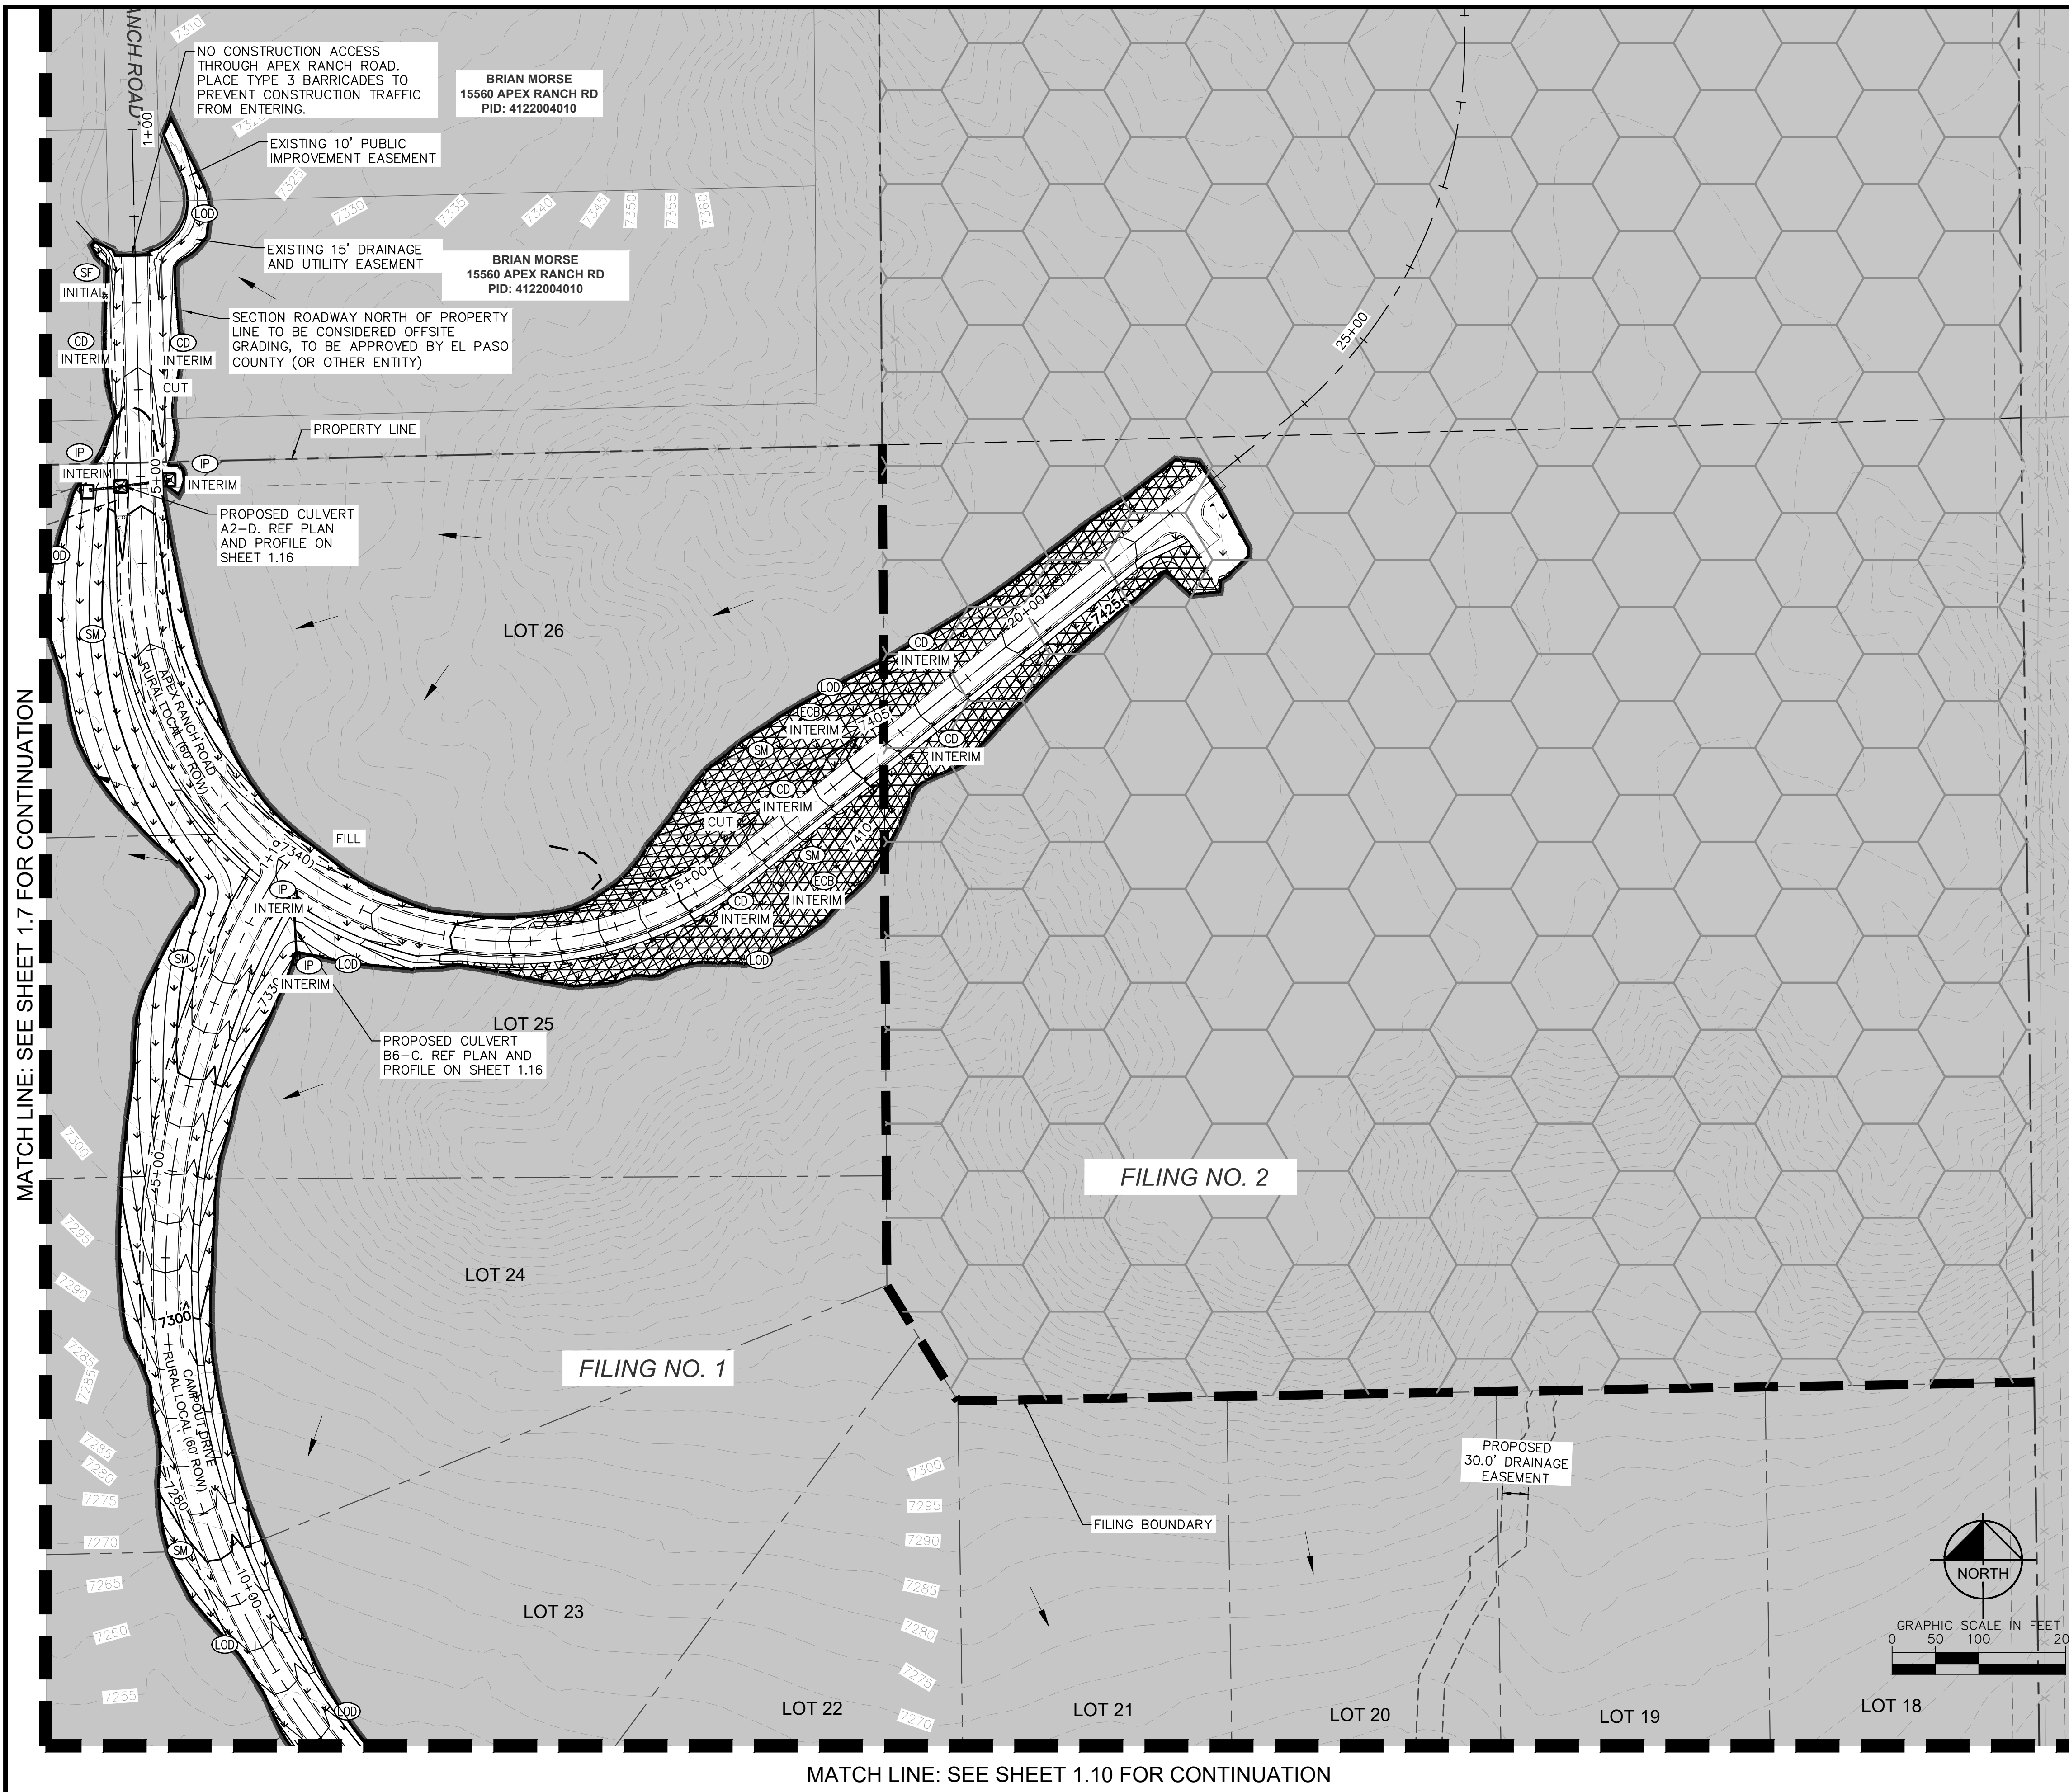 7310
ANCH ROAD
1+00
NO CONSTRUCTION ACCESS
THROUGH APEX RANCH ROAD.
PLACE TYPE 3 BARRICADES TO
PREVENT CONSTRUCTION TRAFFIC
FROM ENTERING.
BRIAN MORSE
15560 APEX RANCH RD
PID: 4122004010
7320
EXISTING 10' PUBLIC
IMPROVEMENT EASEMENT
7325
7330
7335
7340
7345
7350
7355
7360
LOD
EXISTING 15' DRAINAGE
AND UTILITY EASEMENT
BRIAN MORSE
15560 APEX RANCH RD
PID: 4122004010
SF
INITIAL
SECTION ROADWAY NORTH OF PROPERTY
LINE TO BE CONSIDERED OFFSITE
GRADING, TO BE APPROVED BY EL PASO
COUNTY (OR OTHER ENTITY)
CD
INTERIM
CD
INTERIM
CUT
25+00
PROPERTY LINE
IP
INTERIM
IP
INTERIM
5+00
PROPOSED CULVERT
A2-D. REF PLAN
AND PROFILE ON
SHEET 1.16
OD
SM
LOT 26
APEX RANCH ROAD
RURAL LOCAL (60' ROW)
20+00
7425
CD
INTERIM
LOD
ECB
INTERIM
7405
SM
CD
INTERIM
CD
INTERIM
CUT
7410
SM
ECB
INTERIM
15+00
CD
INTERIM
LOD
FILL
7340
IP
INTERIM
IP
INTERIM
LOD
SM
733
LOT 25
PROPOSED CULVERT
B6-C. REF PLAN AND
PROFILE ON SHEET 1.16
MATCH LINE: SEE SHEET 1.7 FOR CONTINUATION
7300
5+00
7295
7290
7285
7285
LOT 24
FILING NO. 2
7300
FILING NO. 1
CAMPOUT DRIVE
RURAL LOCAL (60' ROW)
7285
7280
7275
7270
7265
7260
7255
7280
SM
10+00
LOD
LOD
LOT 23
7300
7295
7290
7285
7280
7275
7270
FILING BOUNDARY
PROPOSED
30.0' DRAINAGE
EASEMENT
NORTH
GRAPHIC SCALE IN FEET
0 50 100 20
LOT 22
LOT 21
LOT 20
LOT 19
LOT 18
MATCH LINE: SEE SHEET 1.10 FOR CONTINUATION